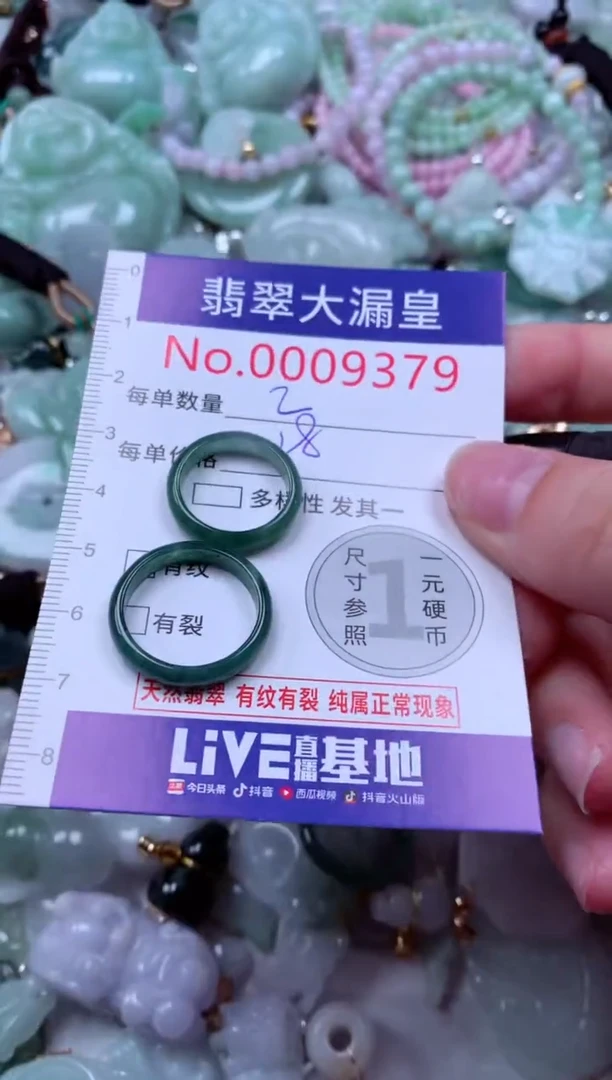 翡翠大漏皇
No.0009379
每单数量 2
每单价格 18
多样性 发其一
有纹
有裂
尺寸参照
1
一元硬币
天然翡翠 有纹有裂 纯属正常现象
LiVE直播基地
今日头条 抖音 西瓜视频 抖音火山版
0
1
2
3
4
5
6
7
8